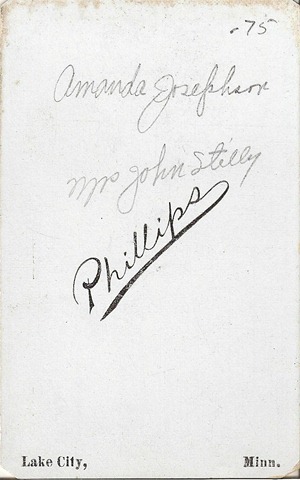 .75
Amanda Josephson
Mrs John Stilly
Phillips
Lake City, Minn.